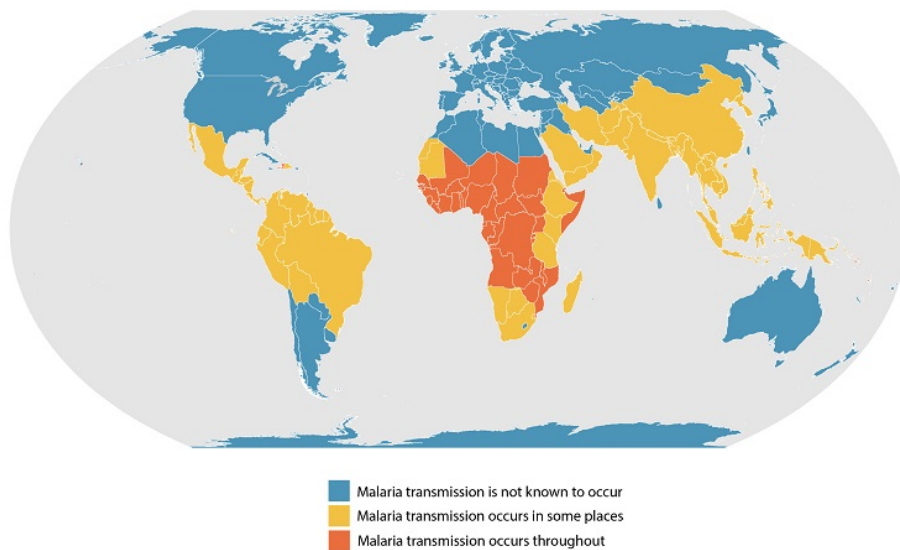 Malaria transmission is not known to occur
Malaria transmission occurs in some places
Malaria transmission occurs throughout